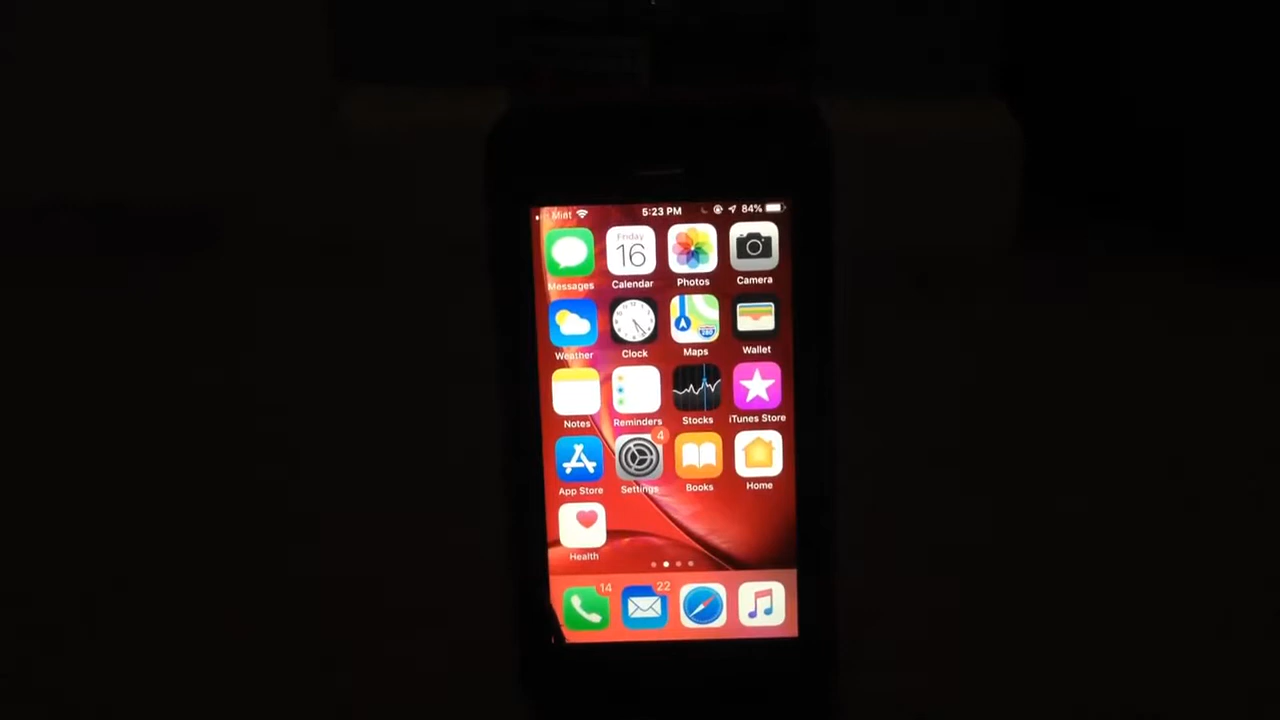 Mint 5:23 PM 84%
Friday
16
Messages Calendar Photos Camera
280
Weather Clock Maps Wallet
Notes Reminders Stocks iTunes Store
4
App Store Settings Books Home
Health
14 22